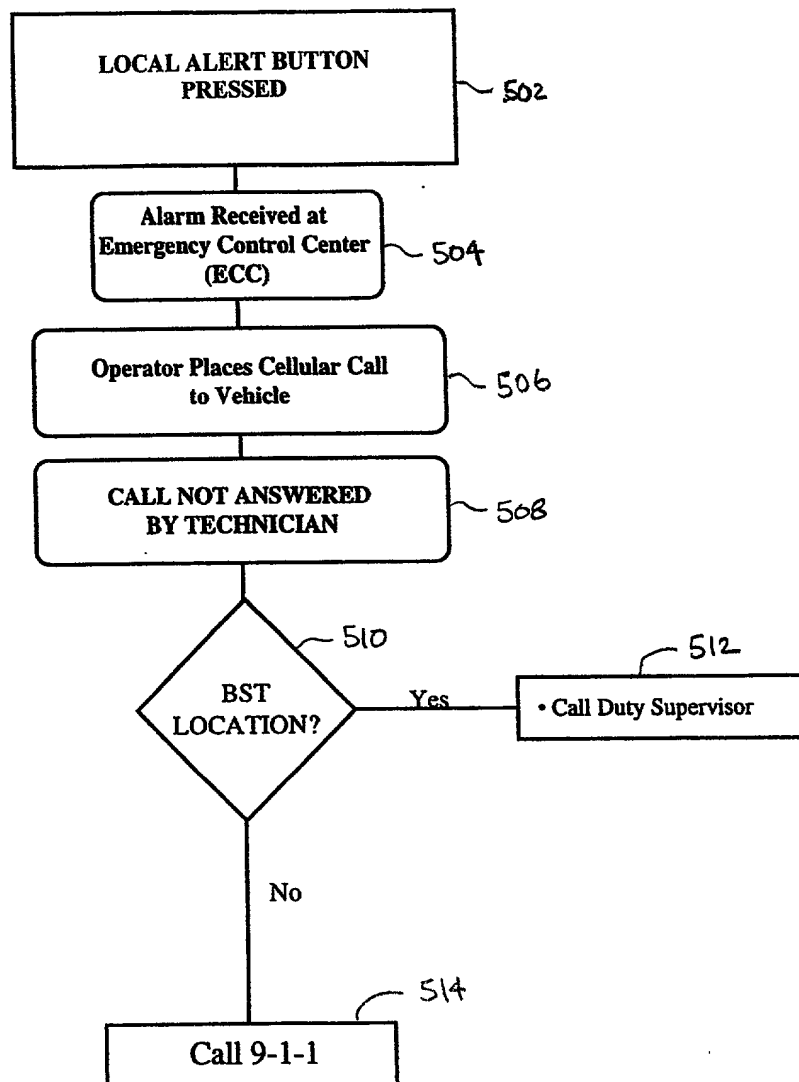 LOCAL ALERT BUTTON
PRESSED
502
Alarm Received at
Emergency Control Center
(ECC)
504
Operator Places Cellular Call
to Vehicle
506
CALL NOT ANSWERED
BY TECHNICIAN
508
510
BST
LOCATION?
Yes
512
• Call Duty Supervisor
No
514
Call 9-1-1